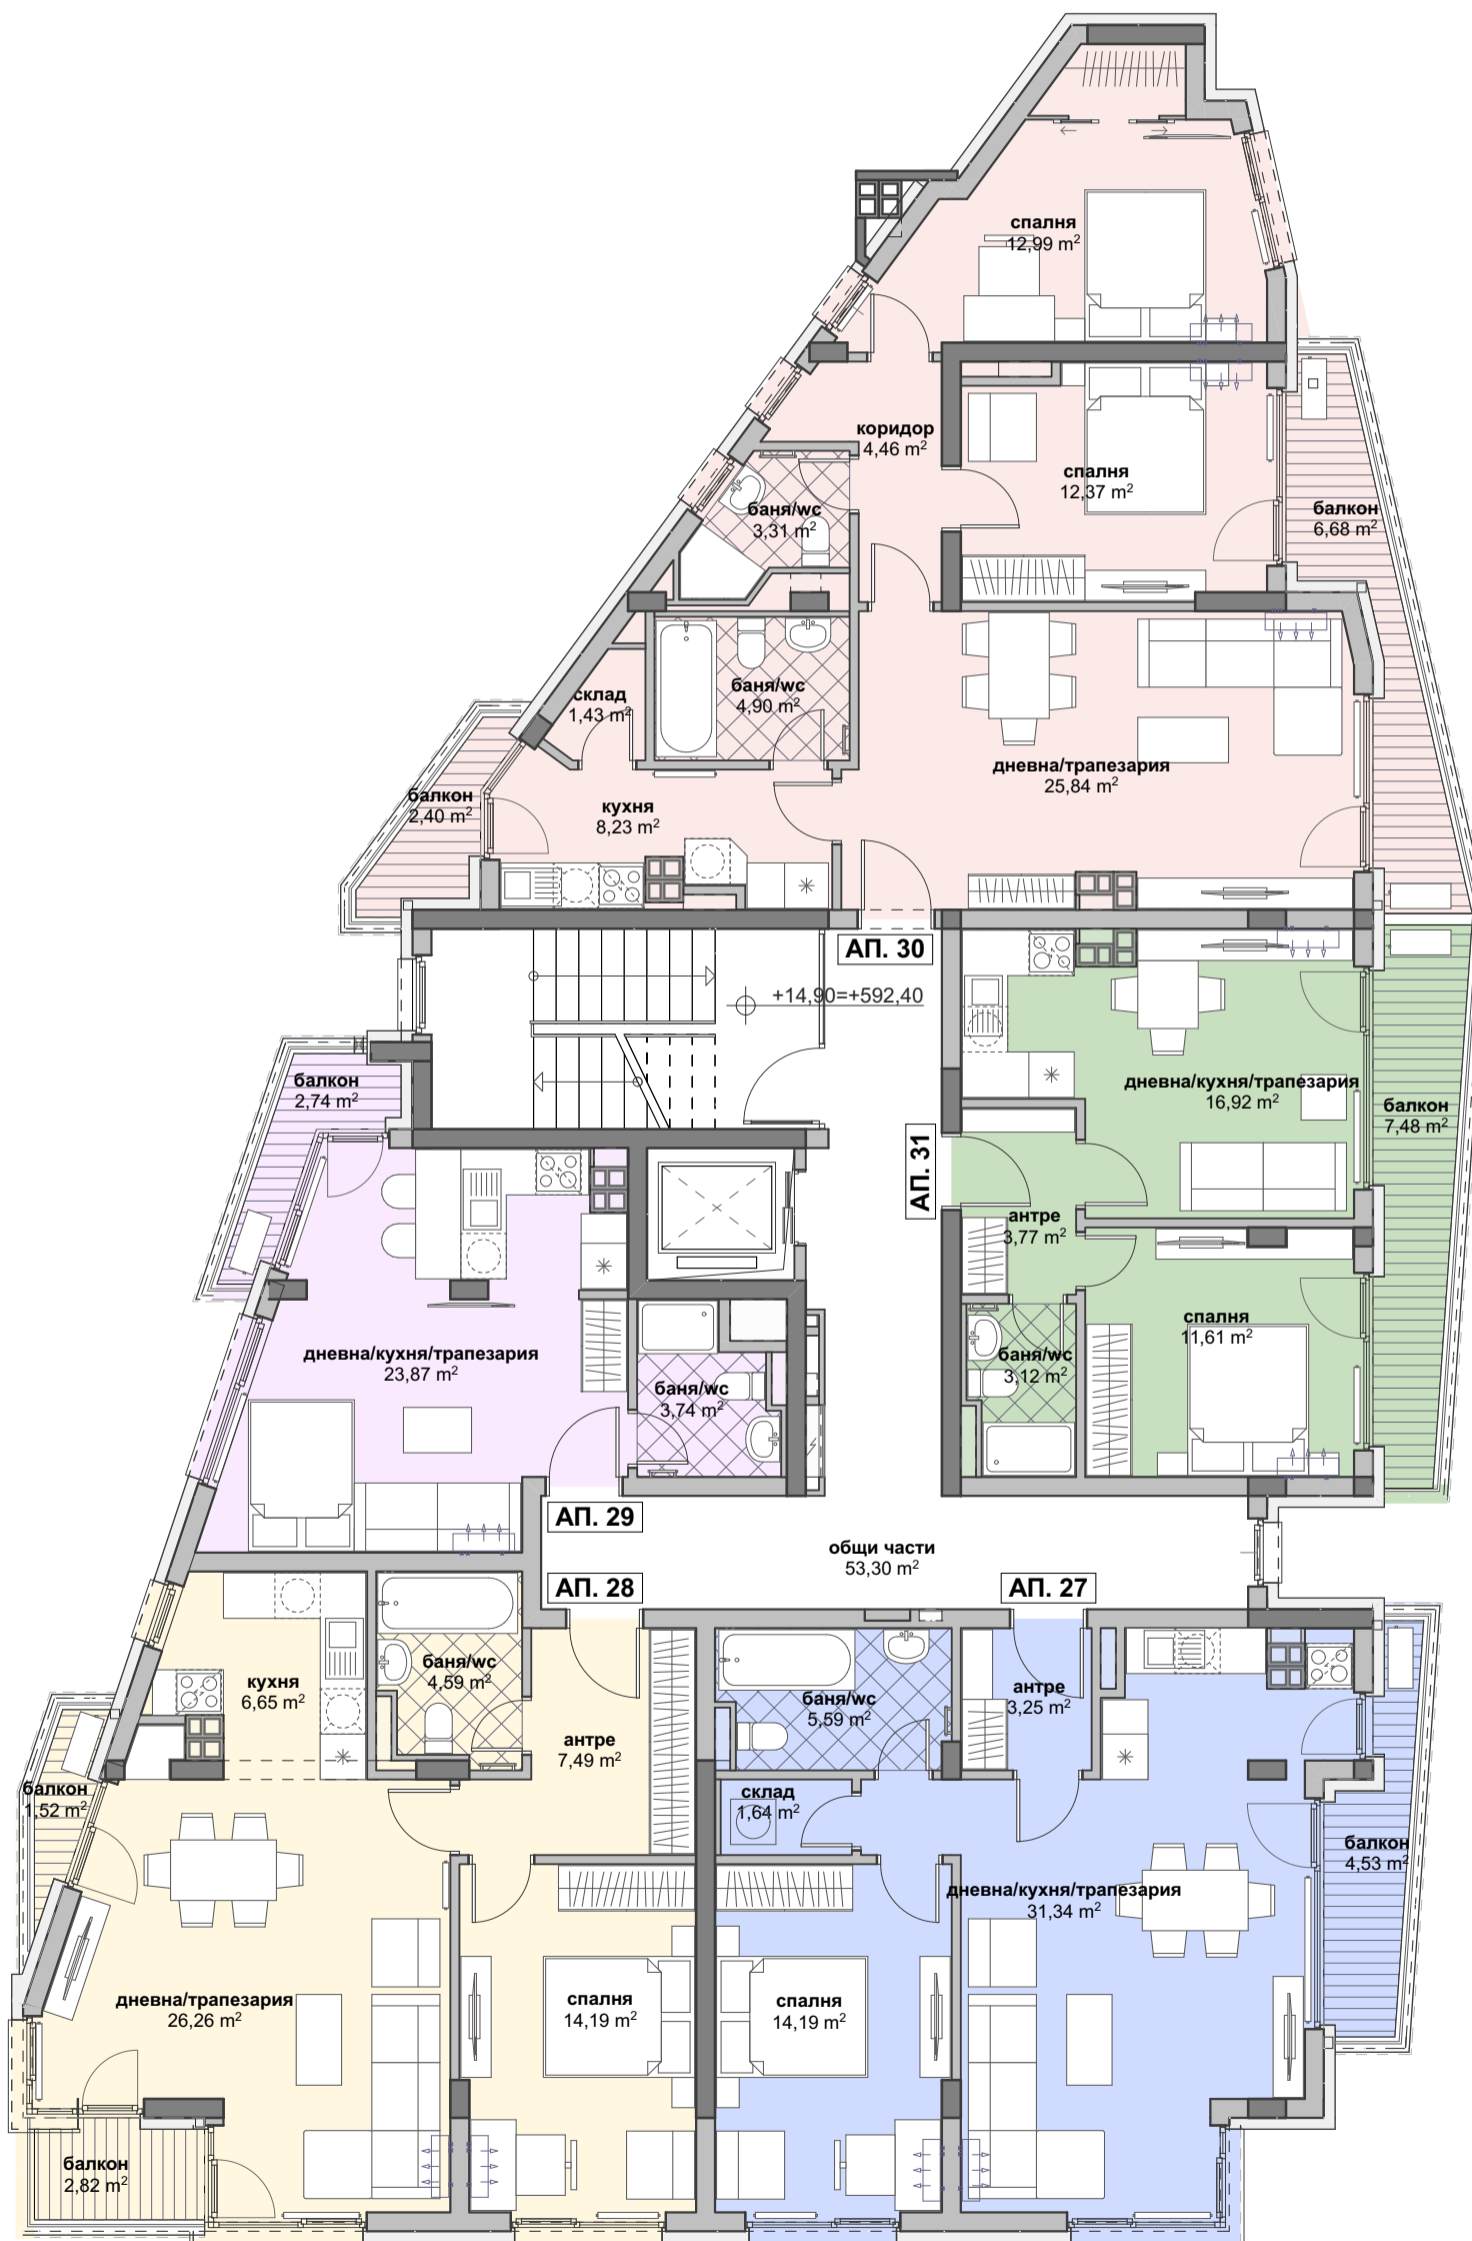 спалня
12,99 m²
коридор
4,46 m²
спалня
12,37 m²
баня/wc
3,31 m²
балкон
6,68 m²
склад
1,43 m²
баня/wc
4,90 m²
дневна/трапезария
25,84 m²
балкон
2,40 m²
кухня
8,23 m²
АП. 30
+14,90=+592,40
балкон
2,74 m²
дневна/кухня/трапезария
16,92 m²
балкон
7,48 m²
АП. 31
антре
3,77 m²
спалня
11,61 m²
баня/wc
3,12 m²
дневна/кухня/трапезария
23,87 m²
баня/wc
3,74 m²
АП. 29
общи части
53,30 m²
АП. 28
АП. 27
кухня
6,65 m²
баня/wc
4,59 m²
антре
7,49 m²
баня/wc
5,59 m²
антре
3,25 m²
балкон
1,52 m²
склад
1,64 m²
балкон
4,53 m²
дневна/кухня/трапезария
31,34 m²
дневна/трапезария
26,26 m²
спалня
14,19 m²
спалня
14,19 m²
балкон
2,82 m²